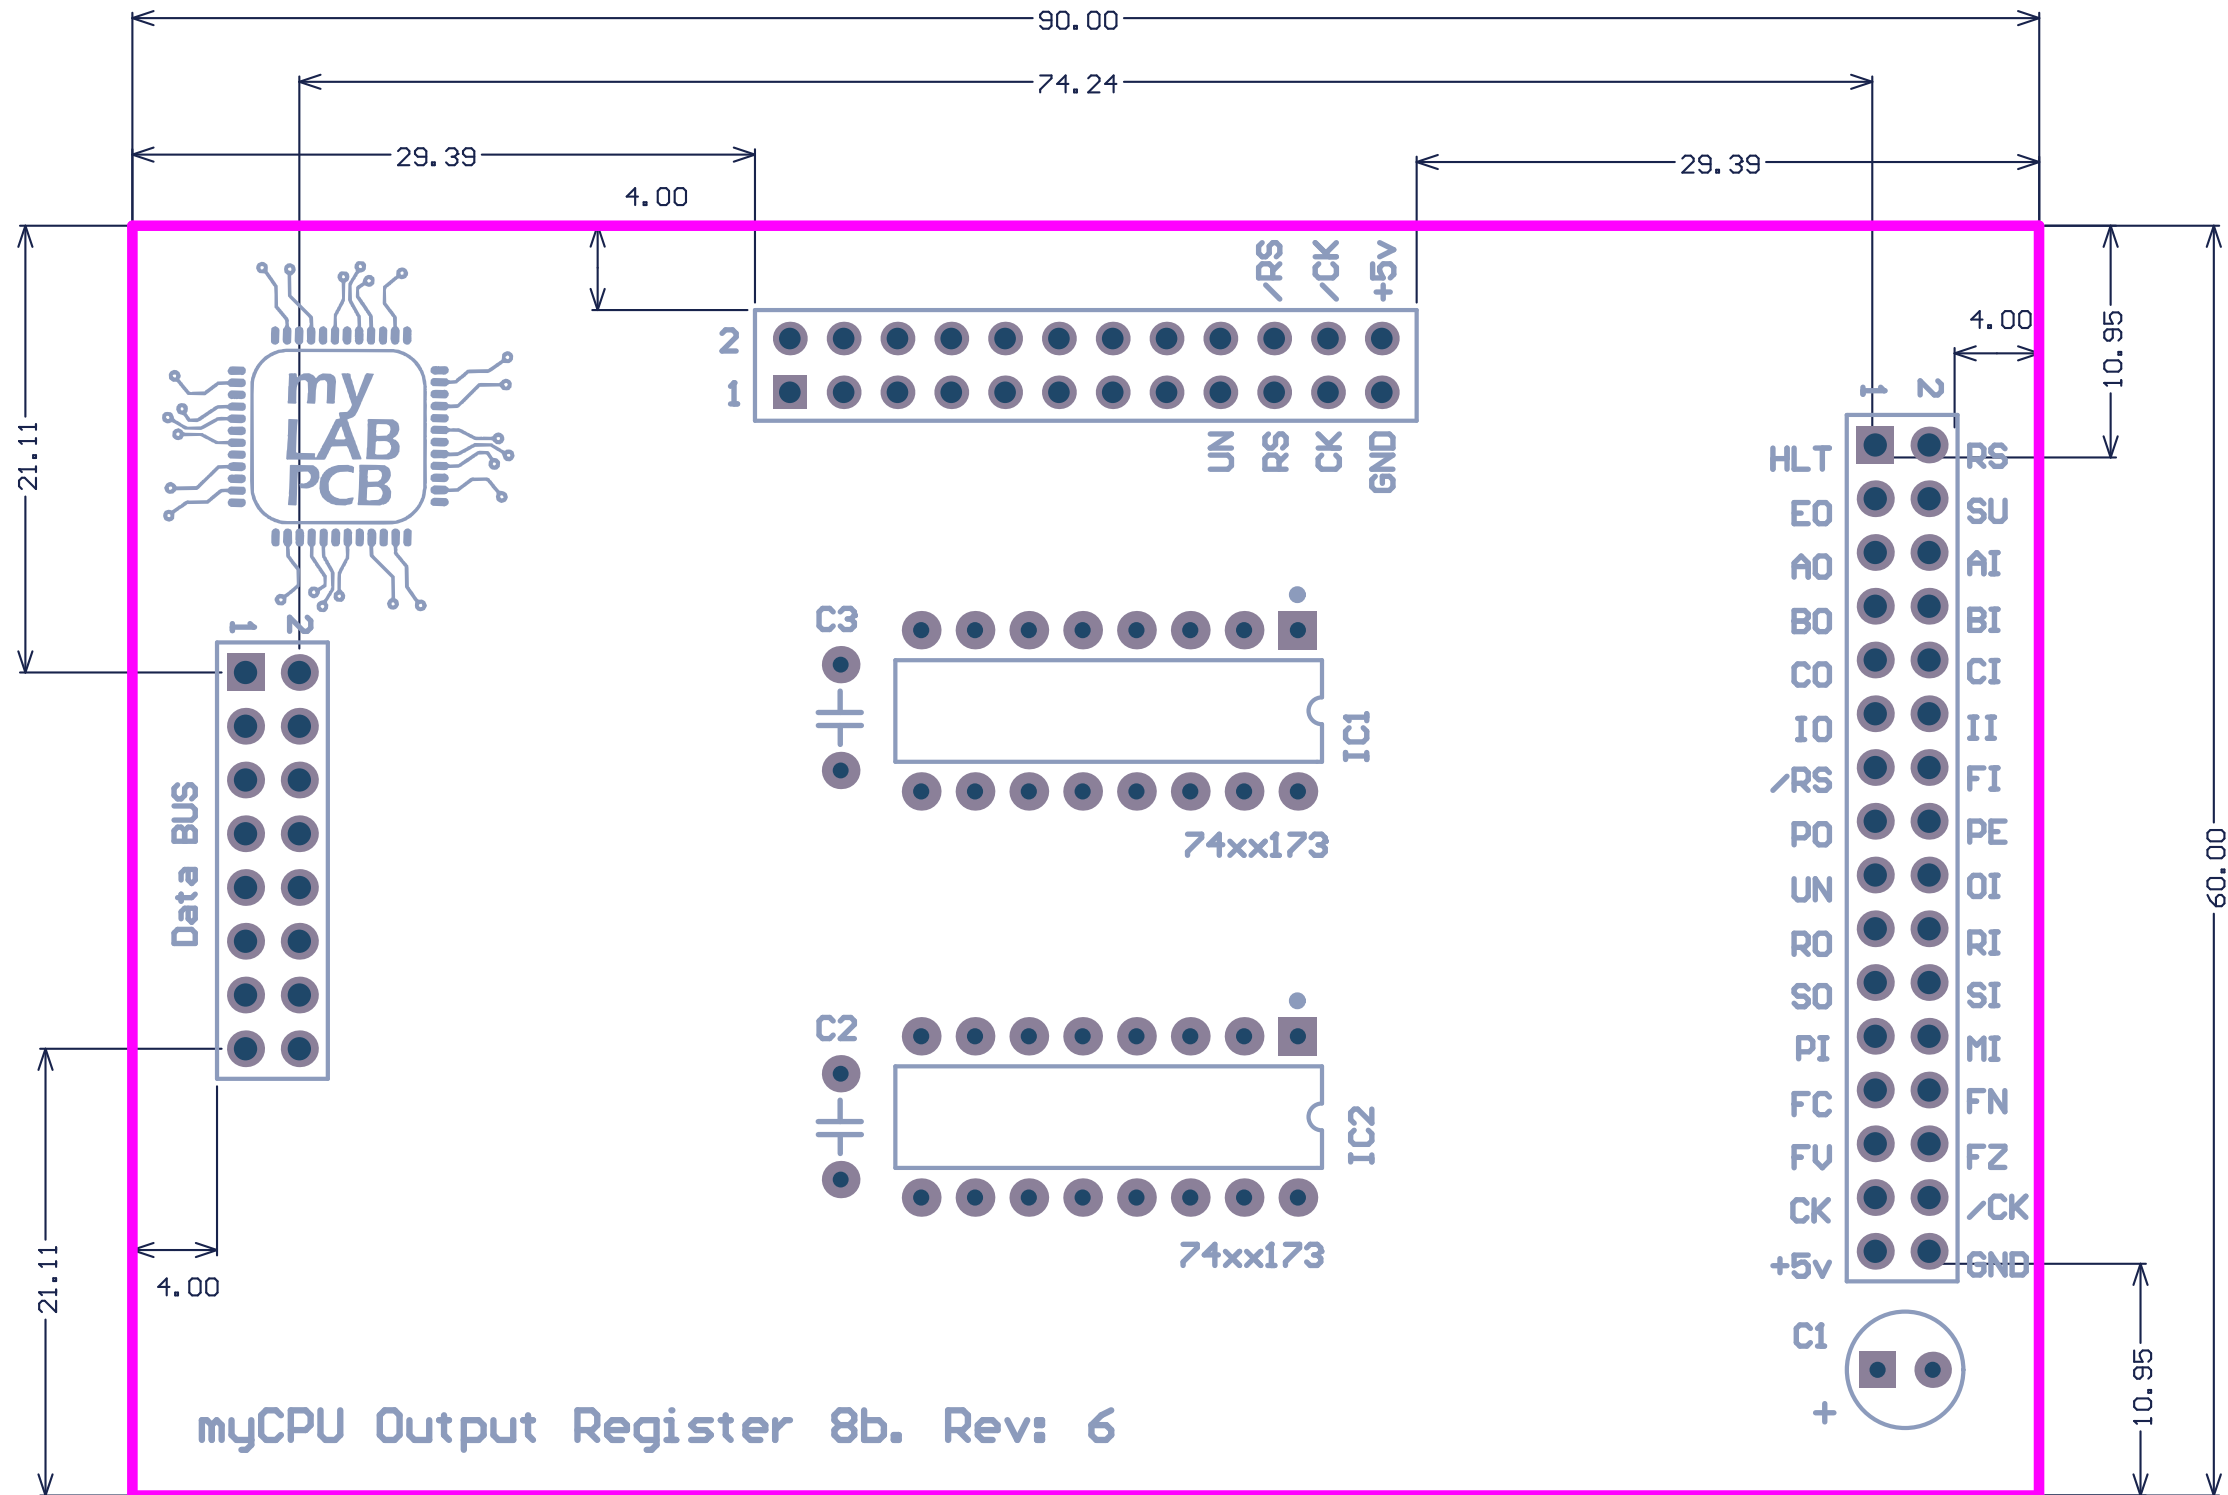 90.00
74.24
29.39
29.39
4.00
21.11
/RS
/CK
+5v
10.95
4.00
2
1
UN
RS
CK
GND
my
LAB
PCB
1 2
1 2
HLT RS
EO SU
AO AI
BO BI
CO CI
IO II
/RS FI
PO PE
UN OI
RO RI
SO SI
PI MI
FC FN
FV FZ
CK /CK
+5v GND
C3
IC1
74xx173
Data BUS
60.00
C2
IC2
74xx173
21.11
4.00
C1
+
10.95
myCPU Output Register 8b. Rev: 6